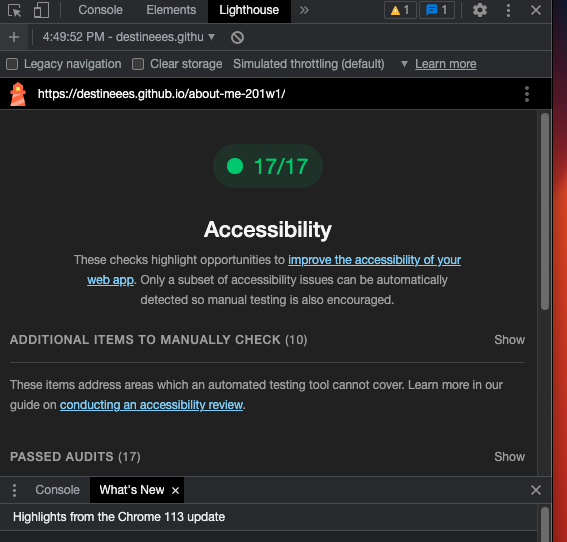 Console Elements Lighthouse » 1 1
+ 4:49:52 PM - destineees.githu ▼
Legacy navigation Clear storage Simulated throttling (default) ▼ Learn more
https://destineees.github.io/about-me-201w1/
17/17
Accessibility
These checks highlight opportunities to improve the accessibility of your
web app. Only a subset of accessibility issues can be automatically
detected so manual testing is also encouraged.
ADDITIONAL ITEMS TO MANUALLY CHECK (10) Show
These items address areas which an automated testing tool cannot cover. Learn more in our
guide on conducting an accessibility review.
PASSED AUDITS (17) Show
Console What's New ×
Highlights from the Chrome 113 update